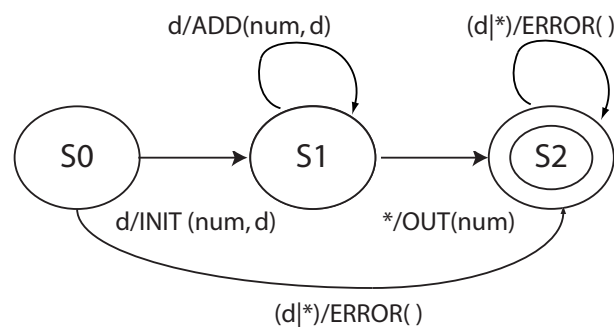 d/ADD(num, d)
(d|*)/ERROR( )
S0
S1
S2
d/INIT (num, d)
*/OUT(num)
(d|*)/ERROR( )